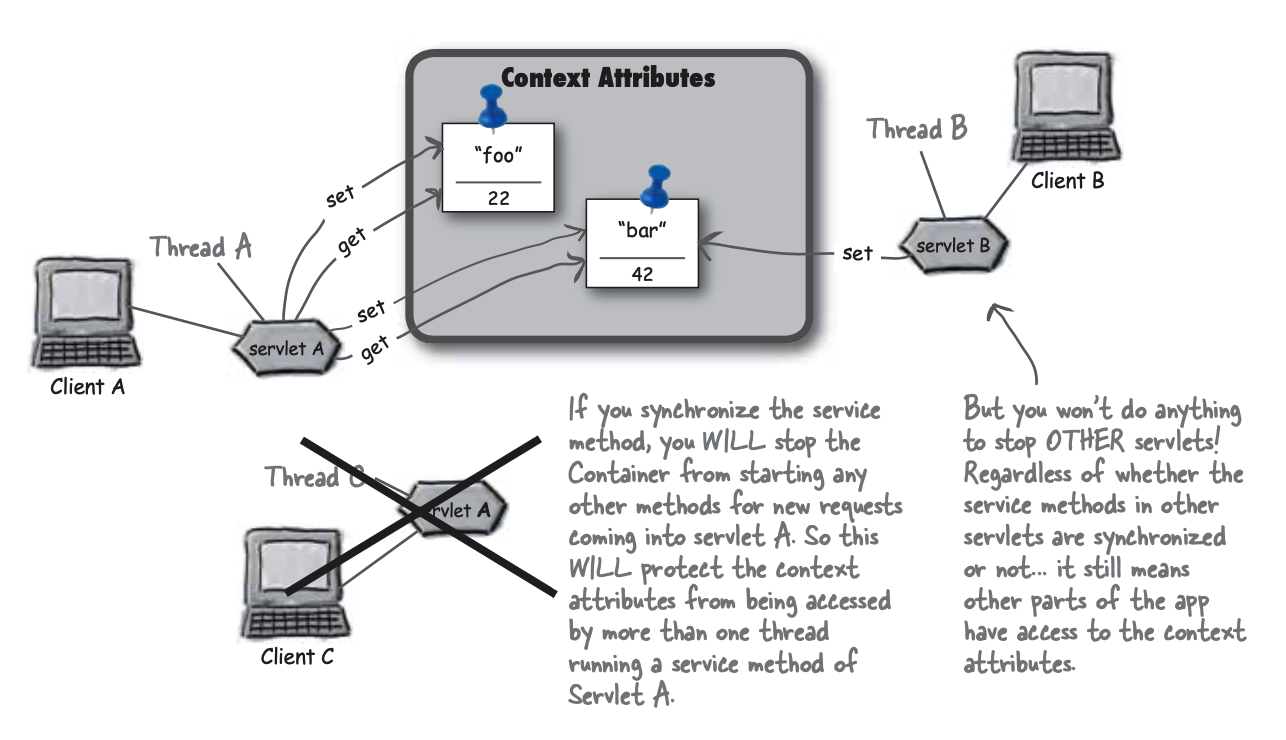 Context Attributes
"foo"
22
"bar"
42
set
get
set
get
set
Thread A
Client A
servlet A
Thread B
Client B
servlet B
Thread C
servlet A
Client C
If you synchronize the service
method, you WILL stop the
Container from starting any
other methods for new requests
coming into servlet A. So this
WILL protect the context
attributes from being accessed
by more than one thread
running a service method of
Servlet A.
But you won't do anything
to stop OTHER servlets!
Regardless of whether the
service methods in other
servlets are synchronized
or not... it still means
other parts of the app
have access to the context
attributes.